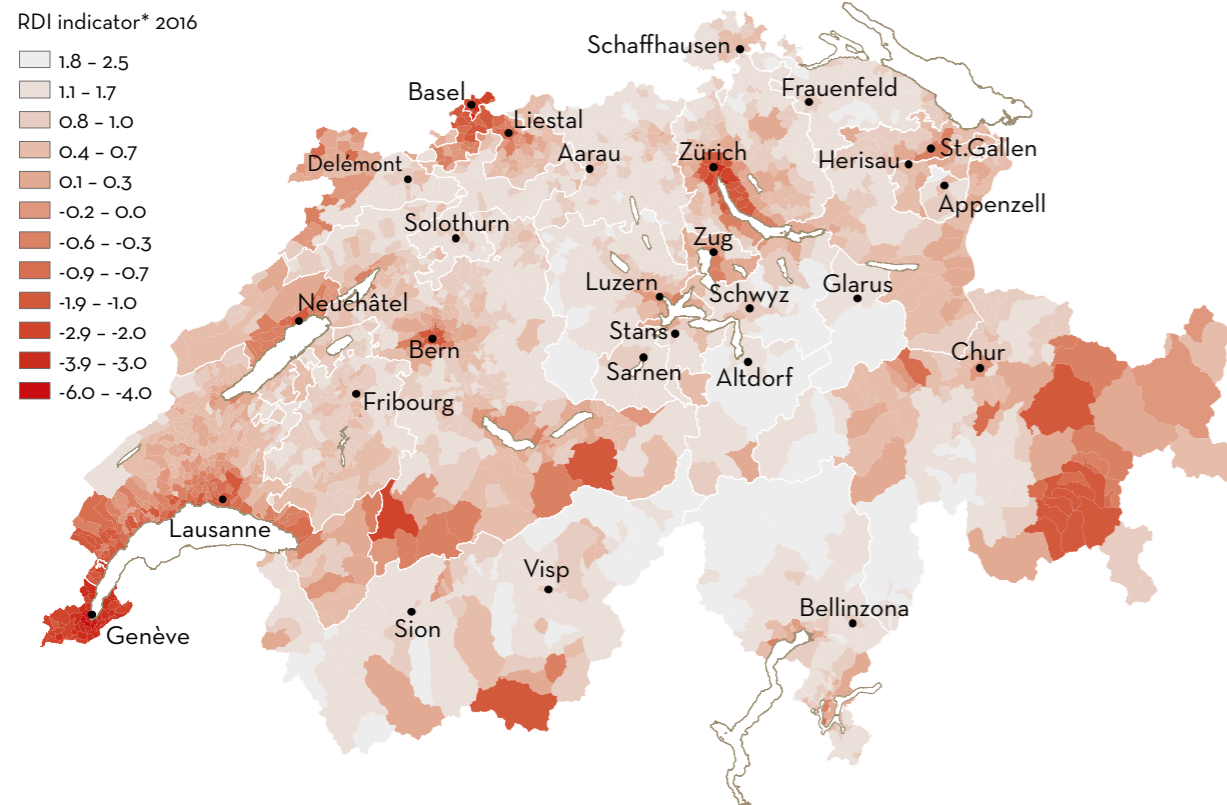 RDI indicator* 2016
1.8 – 2.5
1.1 – 1.7
0.8 – 1.0
0.4 – 0.7
0.1 – 0.3
-0.2 – 0.0
-0.6 – -0.3
-0.9 – -0.7
-1.9 – -1.0
-2.9 – -2.0
-3.9 – -3.0
-6.0 – -4.0
Schaffhausen
Basel
Frauenfeld
Liestal
Delémont
Aarau
Zürich
Herisau
St.Gallen
Appenzell
Solothurn
Zug
Luzern
Schwyz
Glarus
Neuchâtel
Stans
Bern
Sarnen
Altdorf
Chur
Fribourg
Lausanne
Visp
Bellinzona
Sion
Genève